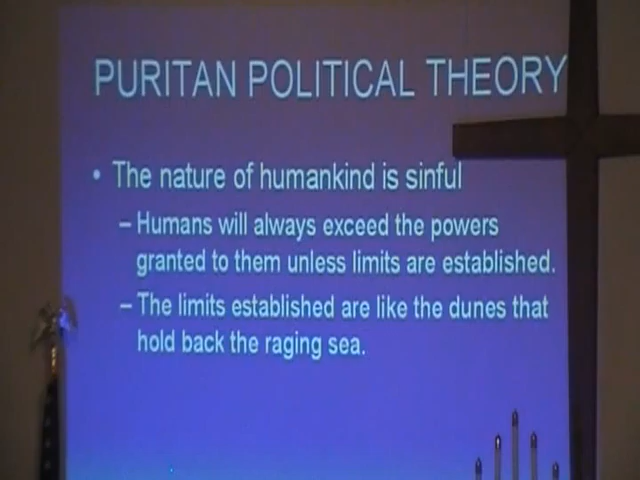 PURITAN POLITICAL THEORY
• The nature of humankind is sinful
– Humans will always exceed the powers
granted to them unless limits are established.
– The limits established are like the dunes that
hold back the raging sea.